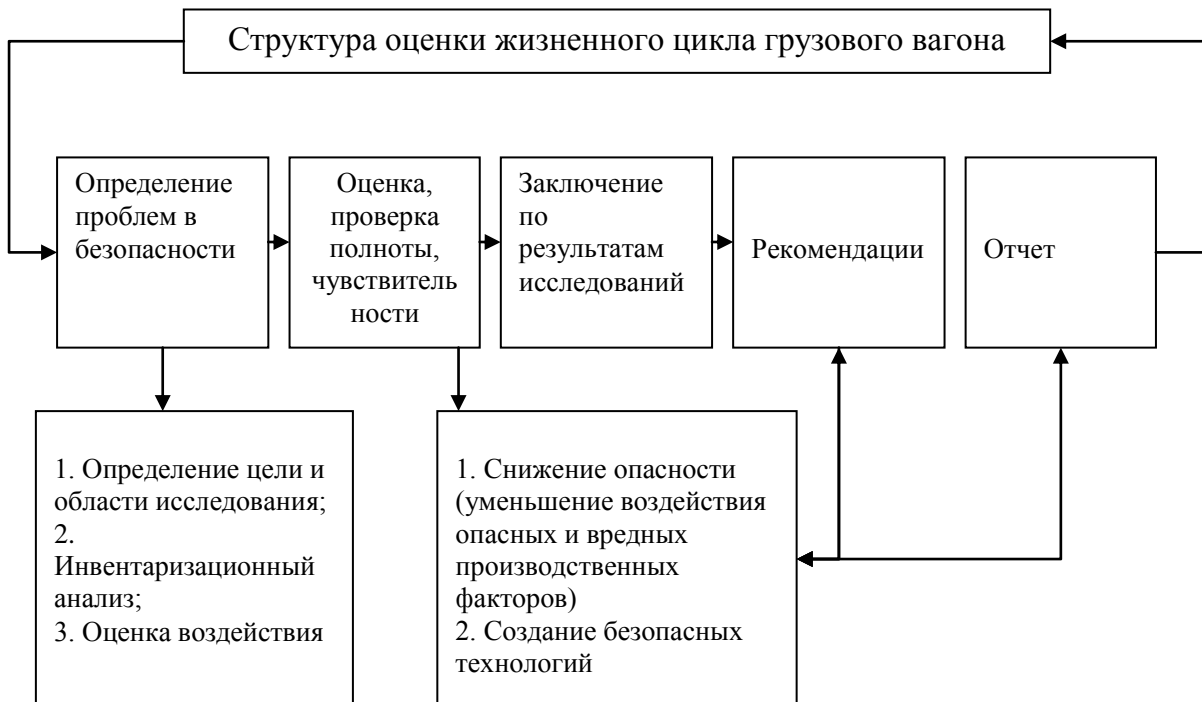 Структура оценки жизненного цикла грузового вагона
Определение
проблем в
безопасности
Оценка,
проверка
полноты,
чувствитель
ности
Заключение
по
результатам
исследований
Рекомендации
Отчет
1. Определение цели и
области исследования;
2.
Инвентаризационный
анализ;
3. Оценка воздействия
1. Снижение опасности
(уменьшение воздействия
опасных и вредных
производственных
факторов)
2. Создание безопасных
технологий